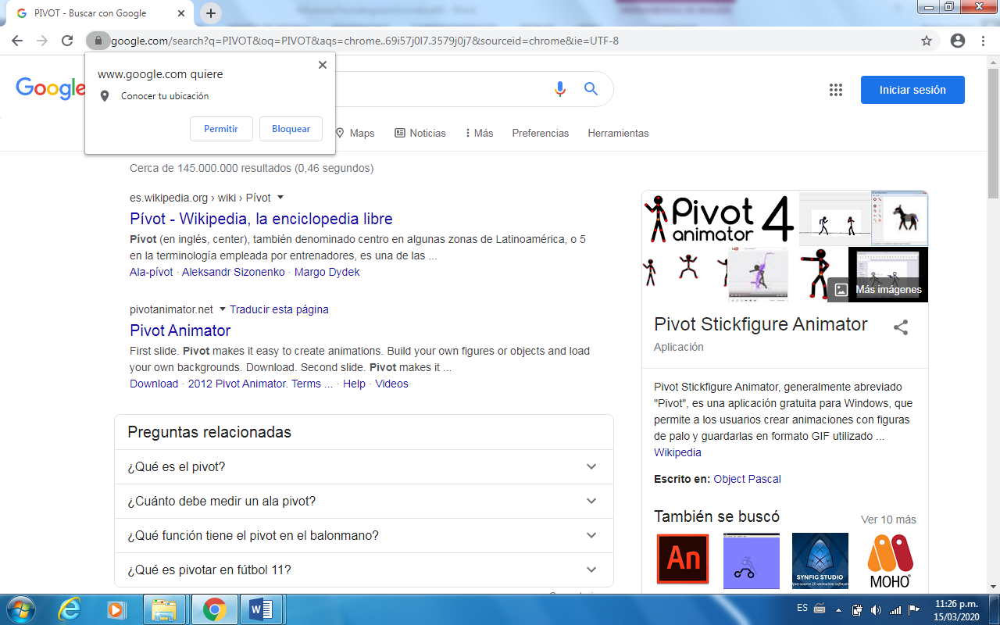 PIVOT - Buscar con Google
google.com/search?q=PIVOT&oq=PIVOT&aqs=chrome..69i57j0l7.3579j0j7&sourceid=chrome&ie=UTF-8
www.google.com quiere
Conocer tu ubicación
Permitir Bloquear
Google
Iniciar sesión
Maps Noticias Más Preferencias Herramientas
Cerca de 145.000.000 resultados (0,46 segundos)
es.wikipedia.org › wiki › Pívot
Pívot - Wikipedia, la enciclopedia libre
Pívot (en inglés, center), también denominado centro en algunas zonas de Latinoamérica, o 5
en la terminología empleada por entrenadores, es una de las ...
Ala-pívot · Aleksandr Sizonenko · Margo Dydek
pivotanimator.net Traducir esta página
Pivot Animator
First slide. Pivot makes it easy to create animations. Build your own figures or objects and load
your own backgrounds. Download. Second slide. Pivot makes it ...
Download · 2012 Pivot Animator. Terms ... · Help · Videos
Preguntas relacionadas
¿Qué es el pivot?
¿Cuánto debe medir un ala pivot?
¿Qué función tiene el pivot en el balonmano?
¿Qué es pivotar en fútbol 11?
Pivot 4
animator
Más imágenes
Pivot Stickfigure Animator
Aplicación
Pivot Stickfigure Animator, generalmente abreviado
"Pivot", es una aplicación gratuita para Windows, que
permite a los usuarios crear animaciones con figuras
de palo y guardarlas en formato GIF utilizado ...
Wikipedia
Escrito en: Object Pascal
También se buscó Ver 10 más
An
SYNFIG STUDIO
MOHO
ES
11:26 p.m.
15/03/2020